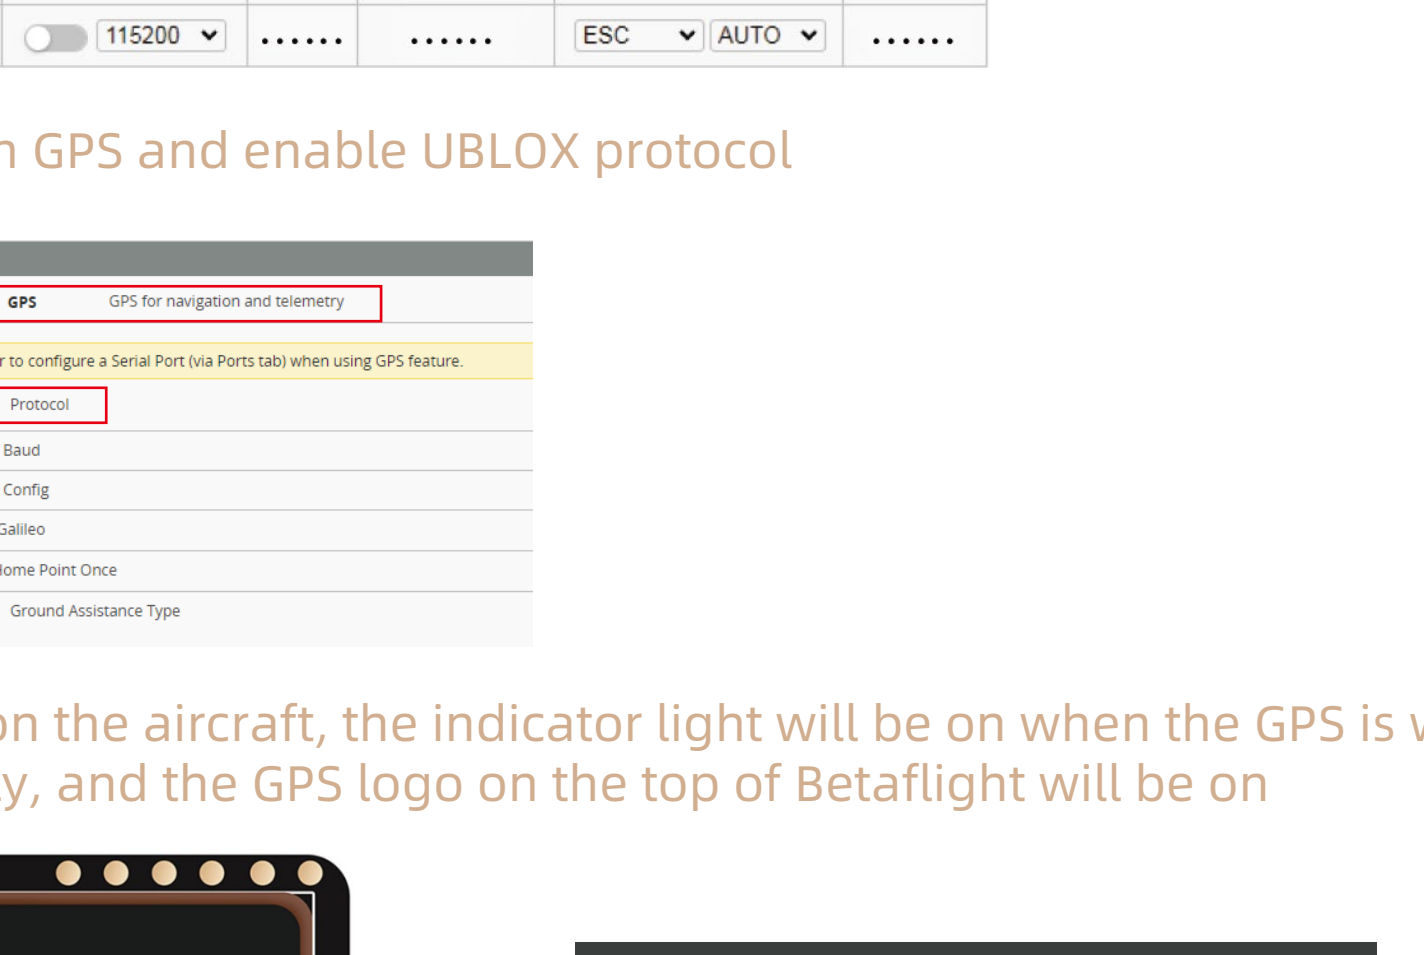 115200 ...... ...... ESC AUTO ......
GPS and enable UBLOX protocol
GPS GPS for navigation and telemetry
to configure a Serial Port (via Ports tab) when using GPS feature.
Protocol
Baud
Config
Galileo
Home Point Once
Ground Assistance Type
on the aircraft, the indicator light will be on when the GPS is
and the GPS logo on the top of Betaflight will be on